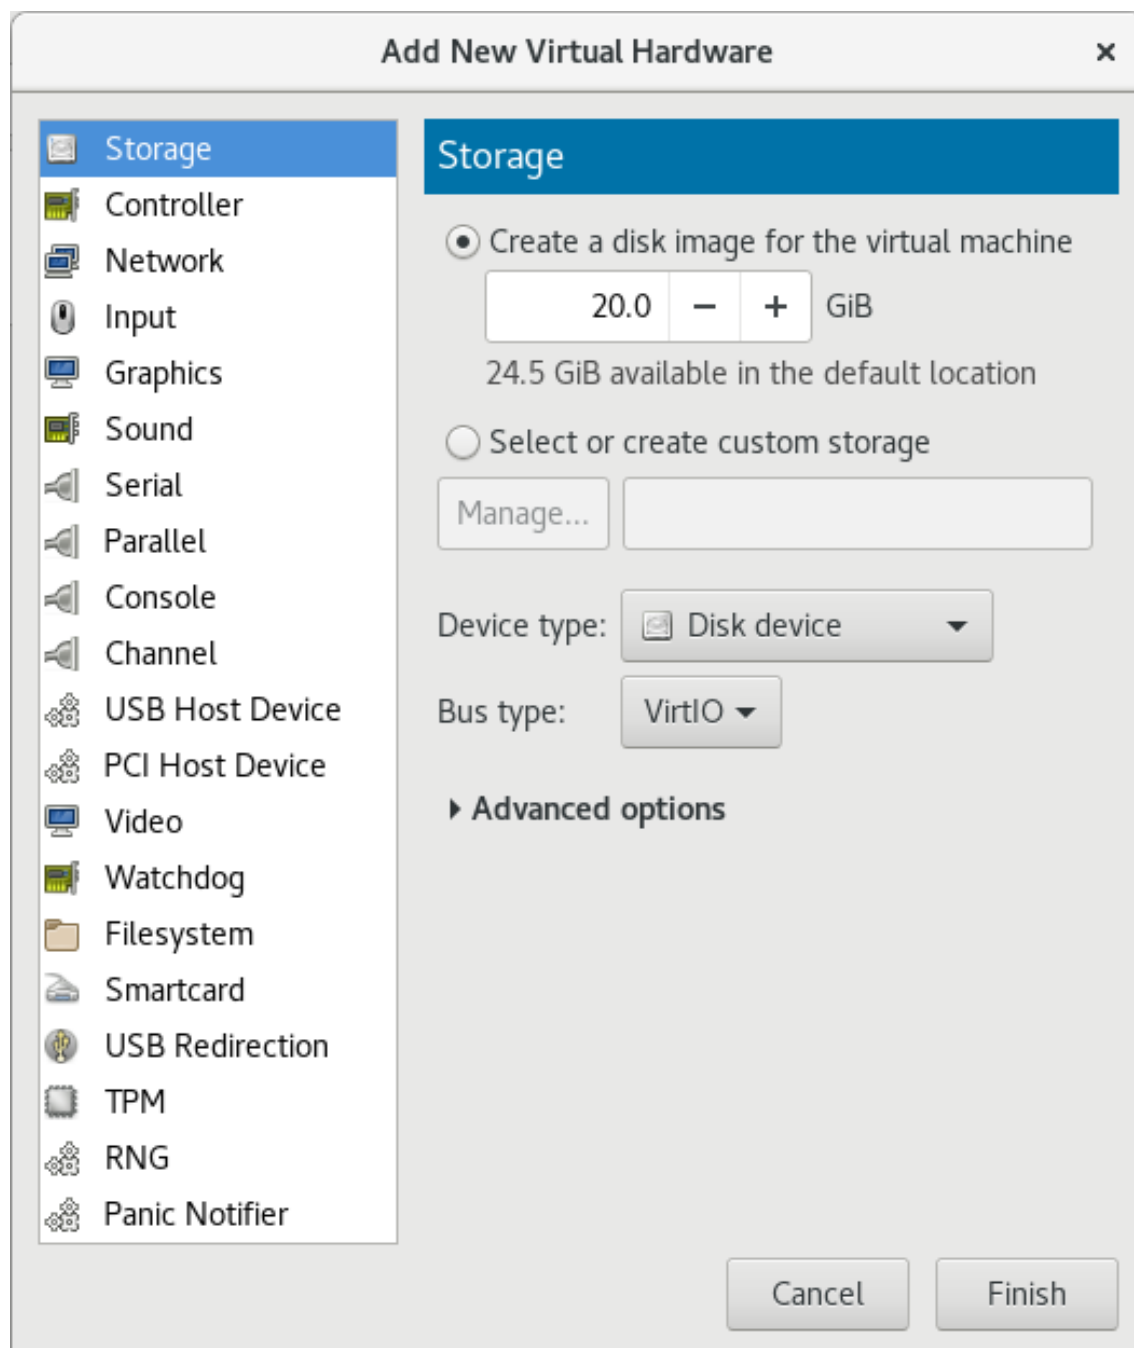 Add New Virtual Hardware
Storage
Controller
Network
Input
Graphics
Sound
Serial
Parallel
Console
Channel
USB Host Device
PCI Host Device
Video
Watchdog
Filesystem
Smartcard
USB Redirection
TPM
RNG
Panic Notifier
Storage
Create a disk image for the virtual machine
20.0 − + GiB
24.5 GiB available in the default location
Select or create custom storage
Manage...
Device type: Disk device
Bus type: VirtIO
Advanced options
Cancel Finish